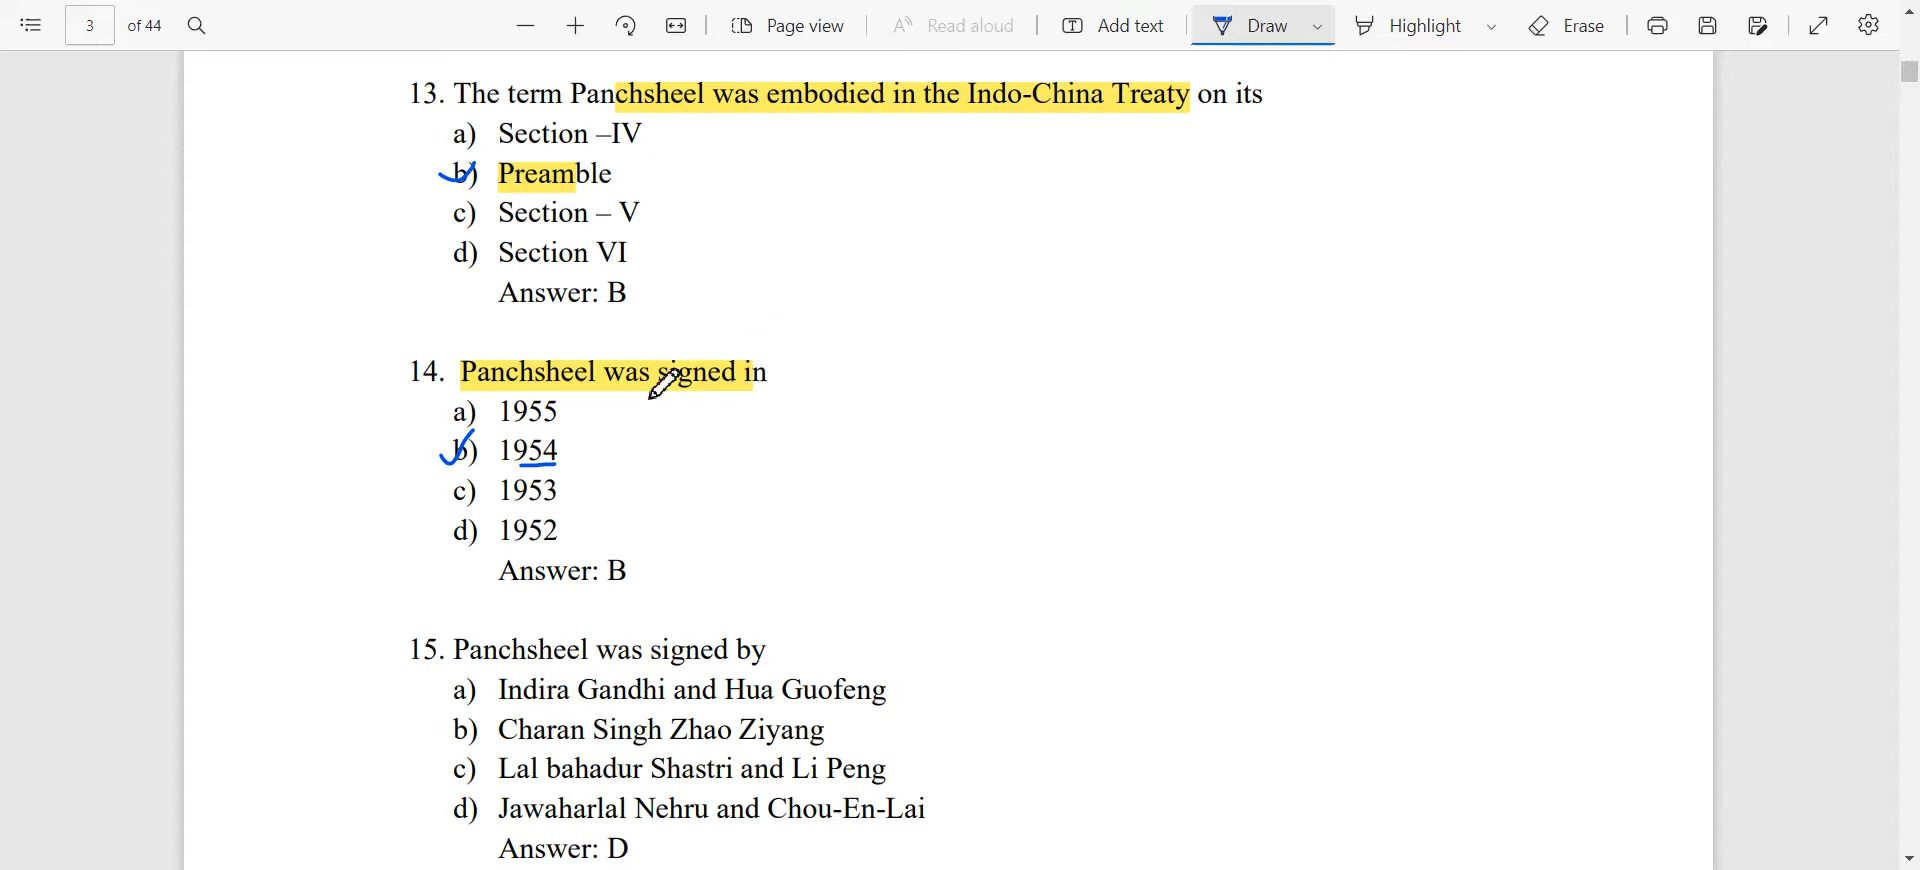 3 of 44 Page view Read aloud Add text Draw Highlight Erase
13. The term Panchsheel was embodied in the Indo-China Treaty on its
a) Section –IV
b) Preamble
c) Section – V
d) Section VI
Answer: B
14. Panchsheel was signed in
a) 1955
b) 1954
c) 1953
d) 1952
Answer: B
15. Panchsheel was signed by
a) Indira Gandhi and Hua Guofeng
b) Charan Singh Zhao Ziyang
c) Lal bahadur Shastri and Li Peng
d) Jawaharlal Nehru and Chou-En-Lai
Answer: D